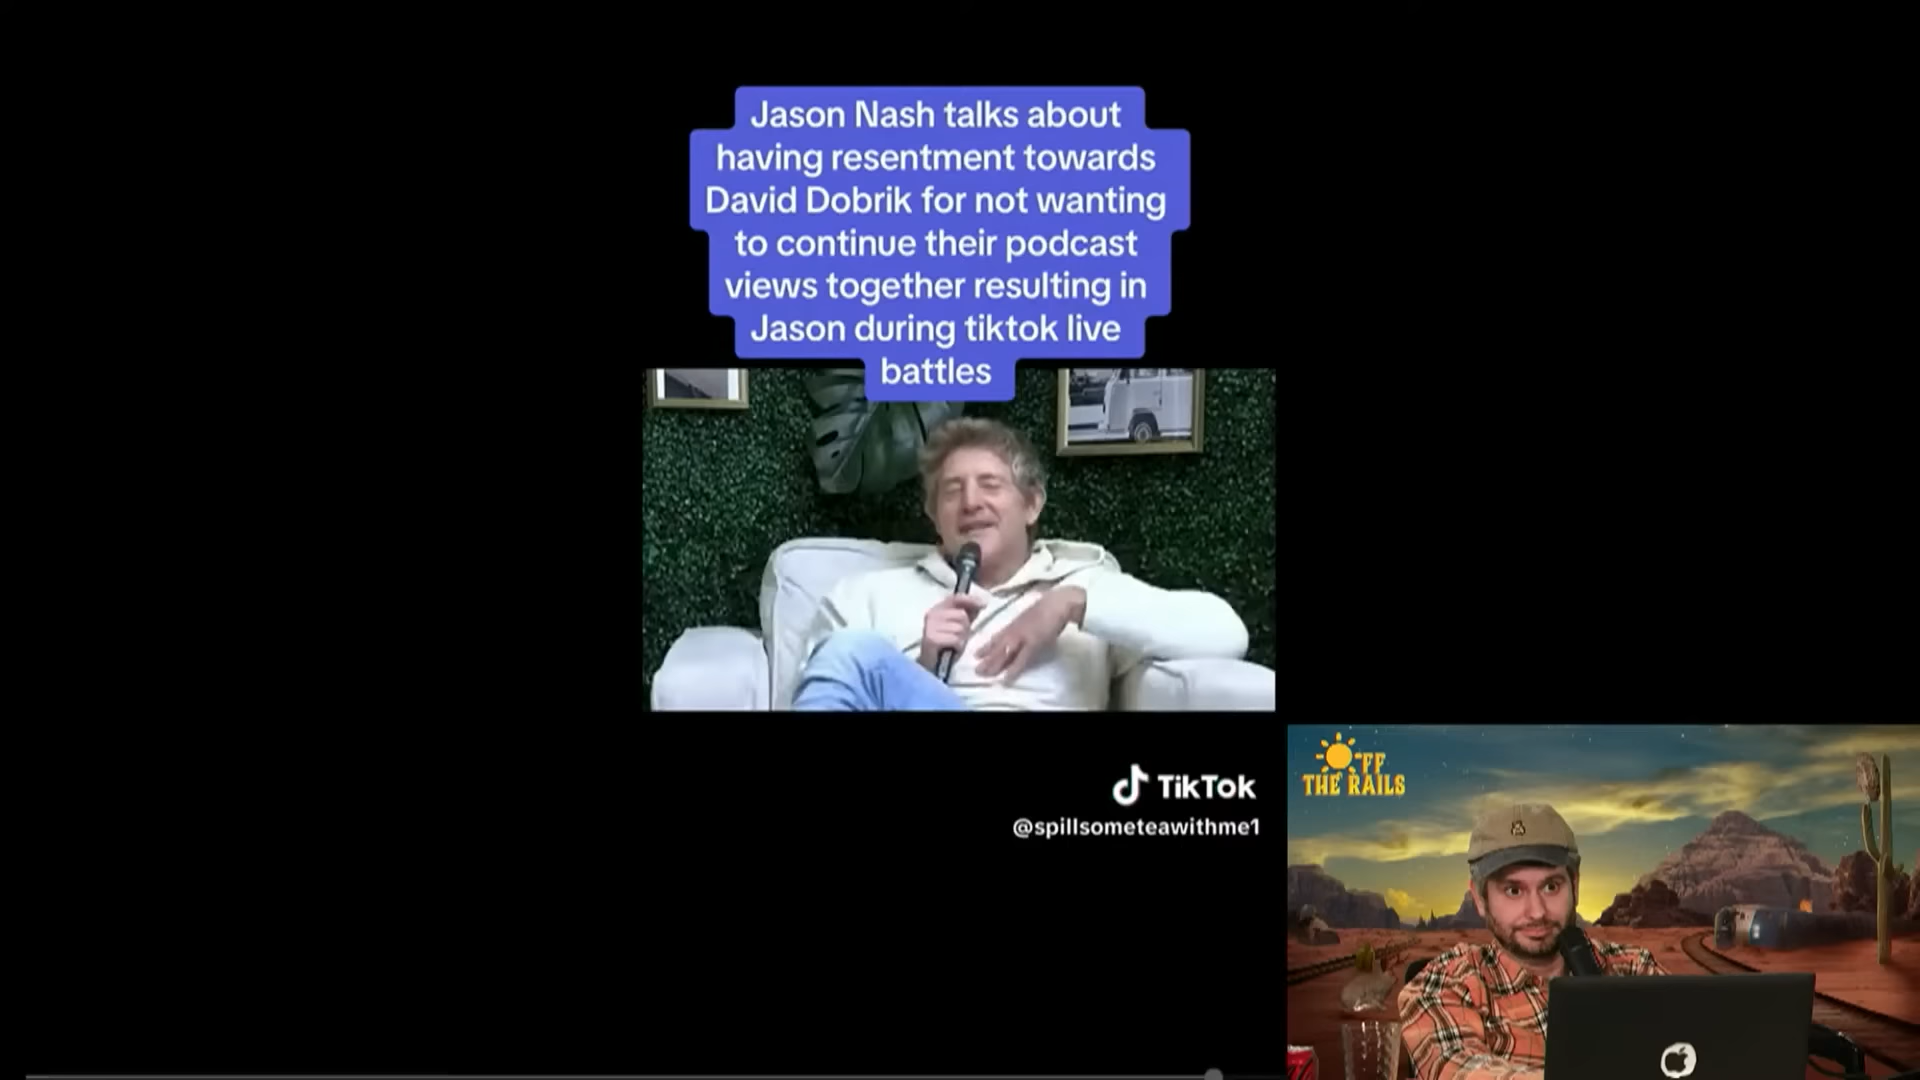 Jason Nash talks about
having resentment towards
David Dobrik for not wanting
to continue their podcast
views together resulting in
Jason during tiktok live
battles
TikTok
@spillsometeawithme1
OFF
THE RAILS